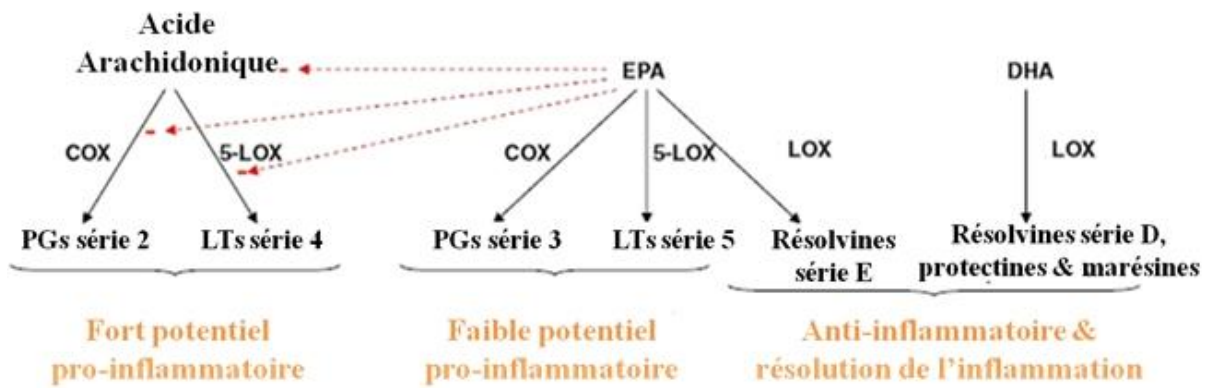 Acide
Arachidonique
EPA
DHA
COX
5-LOX
COX
5-LOX
LOX
LOX
PGs série 2
LTs série 4
PGs série 3
LTs série 5
Résolvines
série E
Résolvines série D,
protectines & marésines
Fort potentiel
pro-inflammatoire
Faible potentiel
pro-inflammatoire
Anti-inflammatoire &
résolution de l'inflammation